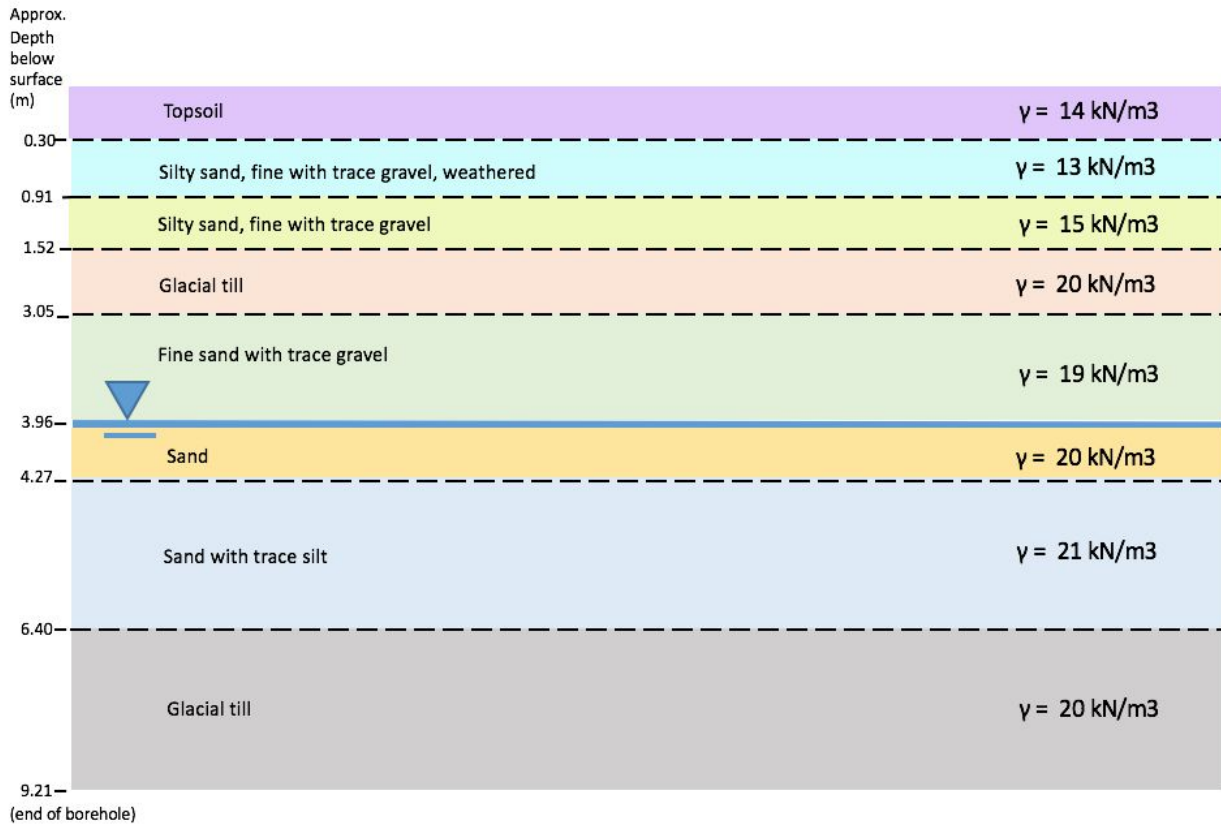 Approx.
Depth
below
surface
(m)
Topsoil γ = 14 kN/m3
0.30
Silty sand, fine with trace gravel, weathered γ = 13 kN/m3
0.91
Silty sand, fine with trace gravel γ = 15 kN/m3
1.52
Glacial till γ = 20 kN/m3
3.05
Fine sand with trace gravel
γ = 19 kN/m3
3.96
Sand γ = 20 kN/m3
4.27
Sand with trace silt γ = 21 kN/m3
6.40
Glacial till γ = 20 kN/m3
9.21
(end of borehole)